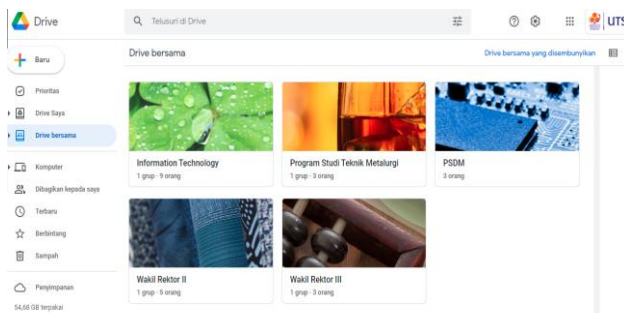 Drive
Telusuri di Drive
UTS
Baru
Drive bersama
Drive bersama yang disembunyikan
Prioritas
Drive Saya
Drive bersama
Komputer
Dibagikan kepada saya
Terbaru
Berbintang
Sampah
Penyimpanan
54,68 GB terpakai
Information Technology
1 grup · 9 orang
Program Studi Teknik Metalurgi
1 grup · 3 orang
PSDM
3 orang
Wakil Rektor II
1 grup · 5 orang
Wakil Rektor III
1 grup · 3 orang